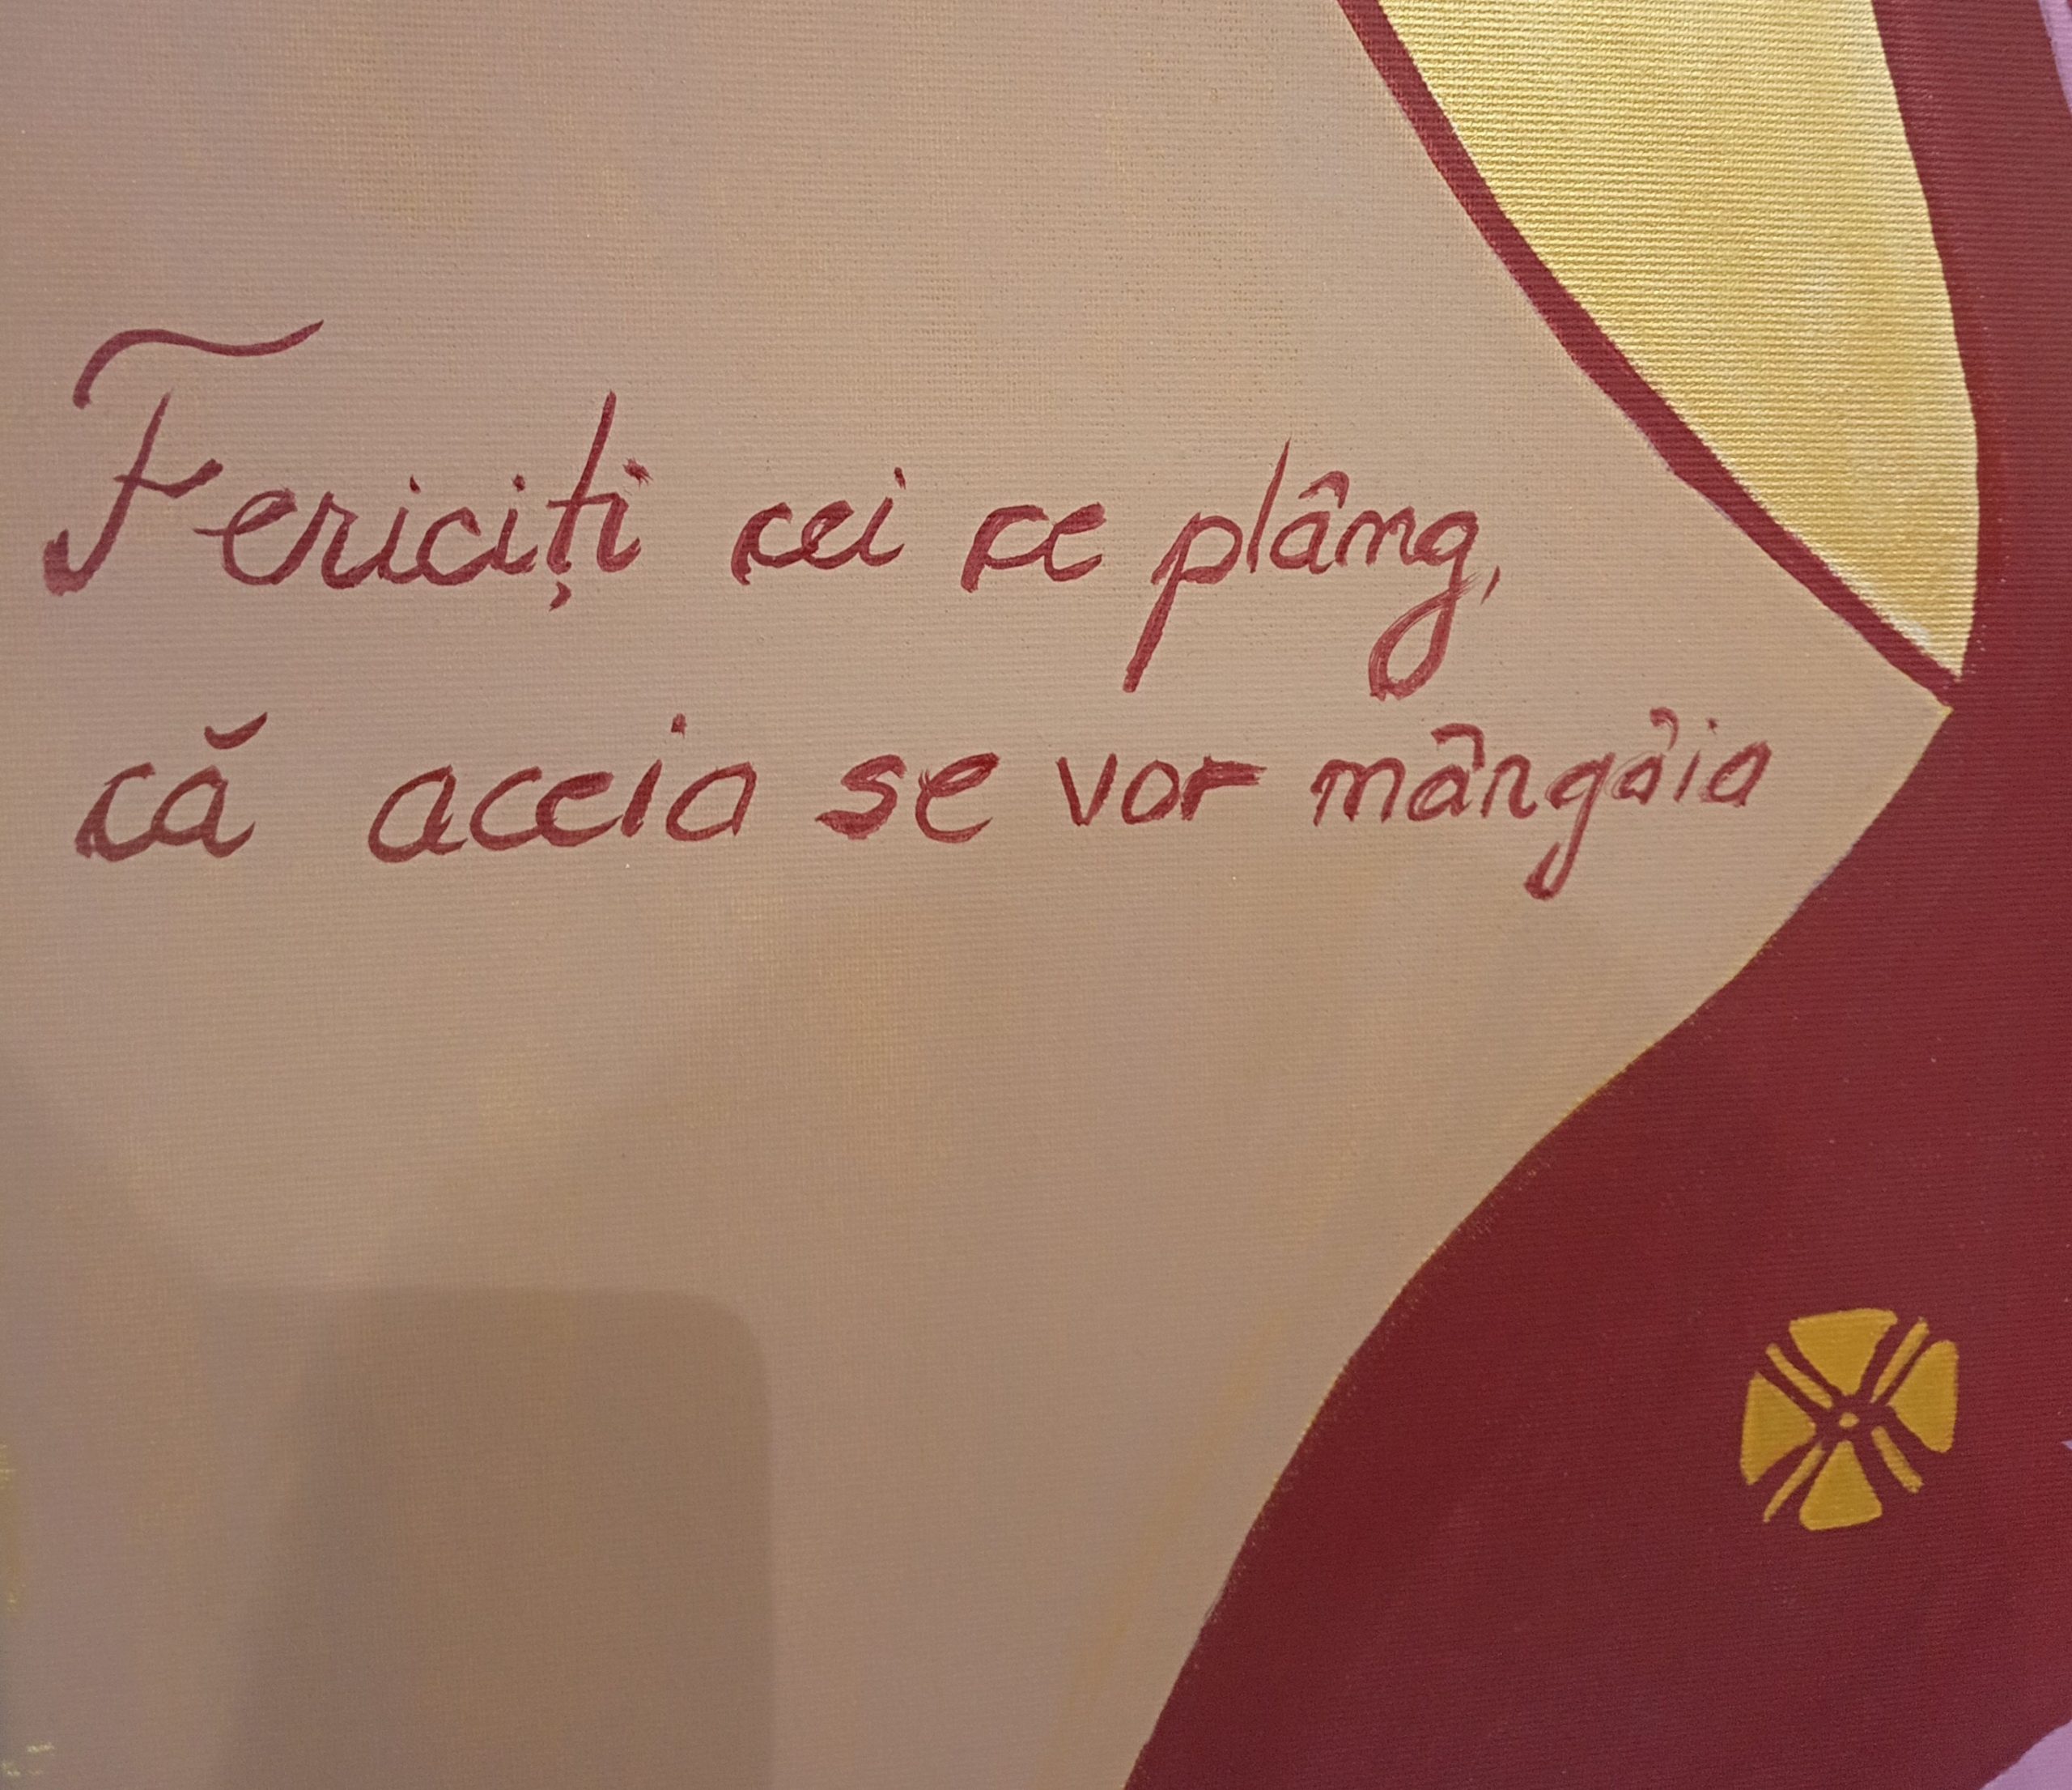 Fericiți cei ce plâng,
că aceia se vor mângâia